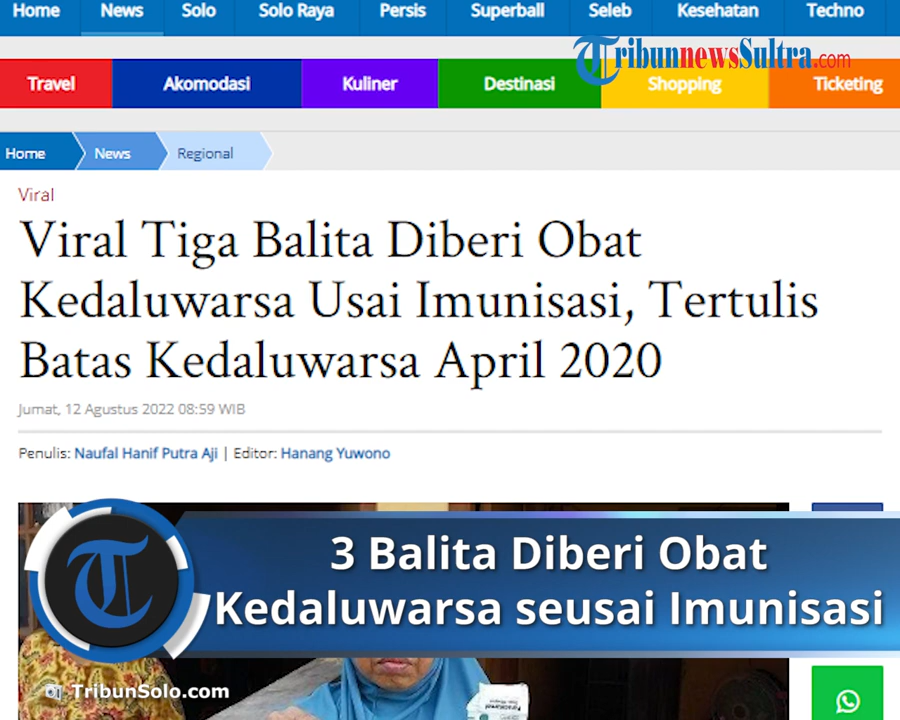 Home News Solo Solo Raya Persis Superball Seleb Kesehatan Techno
TribunnewsSultra.com
Travel Akomodasi Kuliner Destinasi Shopping Ticketing
Home News Regional
Viral
Viral Tiga Balita Diberi Obat
Kedaluwarsa Usai Imunisasi, Tertulis
Batas Kedaluwarsa April 2020
Jumat, 12 Agustus 2022 08:59 WIB
Penulis: Naufal Hanif Putra Aji | Editor: Hanang Yuwono
3 Balita Diberi Obat
Kedaluwarsa seusai Imunisasi
TribunSolo.com